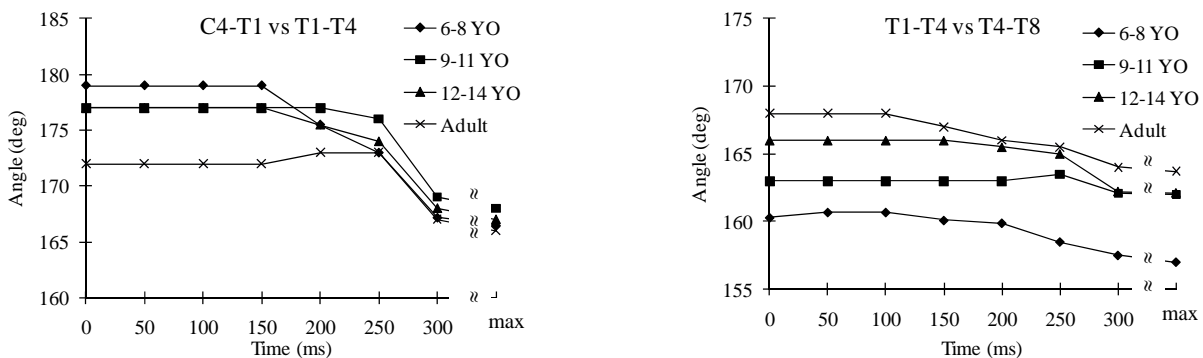 C4-T1 vs T1-T4
6-8 YO
9-11 YO
12-14 YO
Adult
Angle (deg)
185
180
175
170
165
160
0 50 100 150 200 250 300 max
Time (ms)
≈
≈
≈
≈
T1-T4 vs T4-T8
6-8 YO
9-11 YO
12-14 YO
Adult
Angle (deg)
175
170
165
160
155
0 50 100 150 200 250 300 max
Time (ms)
≈
≈
≈
≈